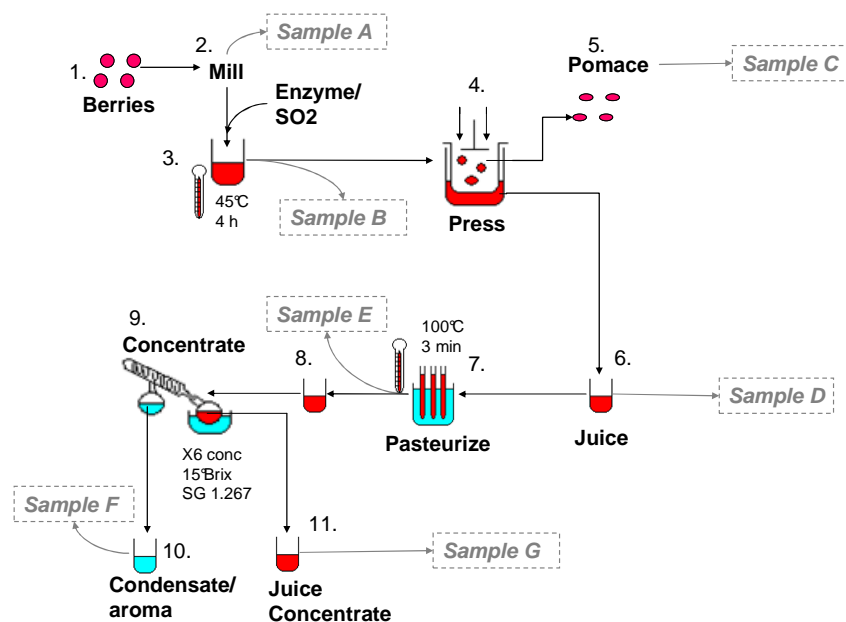 Sample A
2.
Mill
1.
Berries
5.
Pomace
Sample C
Enzyme/
SO2
4.
3.
45°C
4 h
Sample B
Press
Sample E
9.
Concentrate
100°C
3 min
8.
7.
6.
Sample D
Pasteurize
Juice
X6 conc
15°Brix
SG 1.267
Sample F
10.
Condensate/
aroma
11.
Juice
Concentrate
Sample G